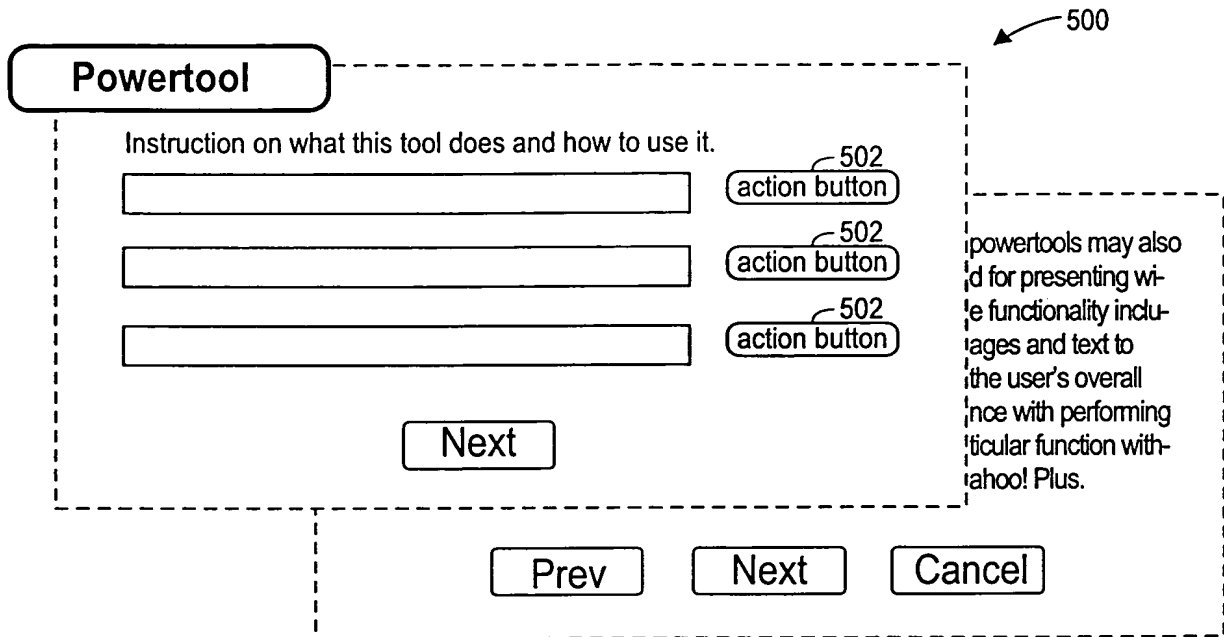 500
Powertool
Instruction on what this tool does and how to use it.
502
action button
502
action button
502
action button
Next
powertools may also
d for presenting wi-
e functionality inclu-
ages and text to
the user's overall
nce with performing
ticular function with-
ahoo! Plus.
Prev Next Cancel